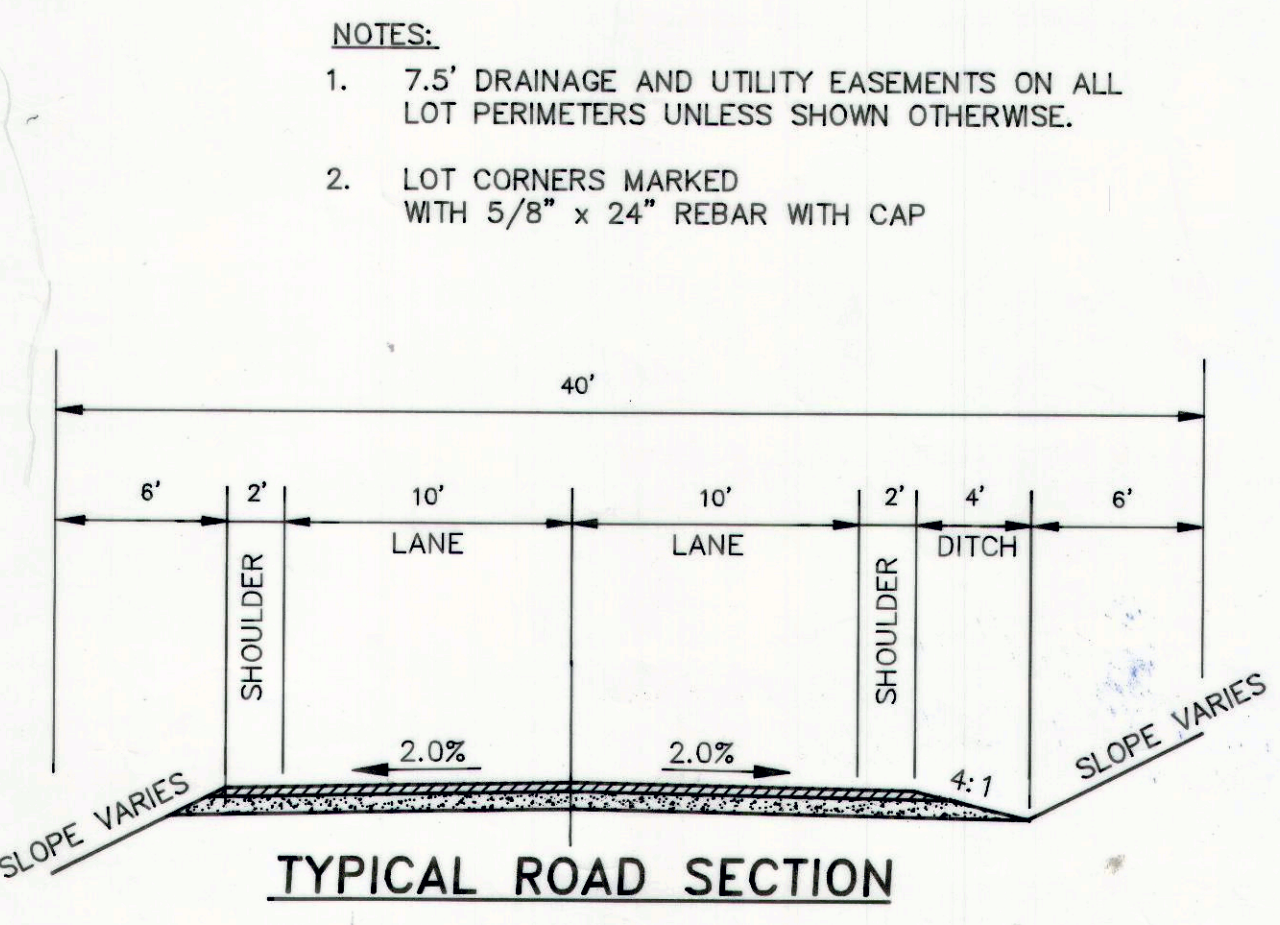 NOTES:
1. 7.5' DRAINAGE AND UTILITY EASEMENTS ON ALL
LOT PERIMETERS UNLESS SHOWN OTHERWISE.
2. LOT CORNERS MARKED
WITH 5/8" x 24" REBAR WITH CAP
40'
6' 2' 10' 10' 2' 4' 6'
LANE LANE DITCH
SHOULDER SHOULDER
2.0% 2.0%
SLOPE VARIES
4:1
SLOPE VARIES
TYPICAL ROAD SECTION